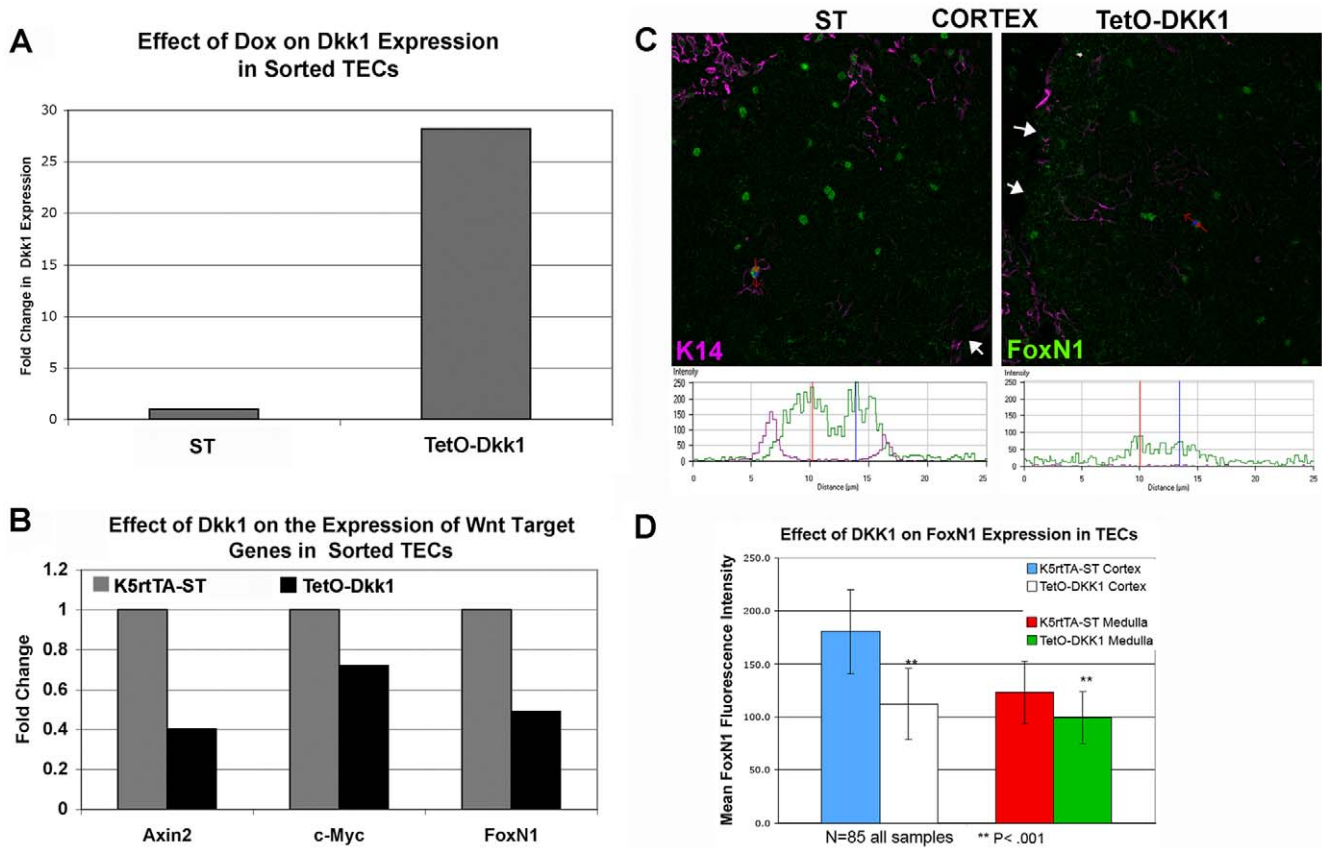 A
Effect of Dox on Dkk1 Expression
in Sorted TECs
Fold Change in Dkk1 Expression
30
25
20
15
10
5
0
ST
TetO-Dkk1
B
Effect of Dkk1 on the Expression of Wnt Target
Genes in Sorted TECs
K5rtTA-ST
TetO-Dkk1
Fold Change
1.2
1
0.8
0.6
0.4
0.2
0
Axin2
c-Myc
FoxN1
C
ST CORTEX TetO-DKK1
K14
FoxN1
Intensity
250
200
150
100
50
0
0 5 10 15 20 25
Distance (µm)
Intensity
250
200
150
100
50
0
0 5 10 15 20 25
Distance (µm)
D
Effect of DKK1 on FoxN1 Expression in TECs
Mean FoxN1 Fluorescence Intensity
250.0
200.0
150.0
100.0
50.0
0.0
K5rtTA-ST Cortex
TetO-DKK1 Cortex
K5rtTA-ST Medulla
TetO-DKK1 Medulla
**
**
N=85 all samples ** P< .001